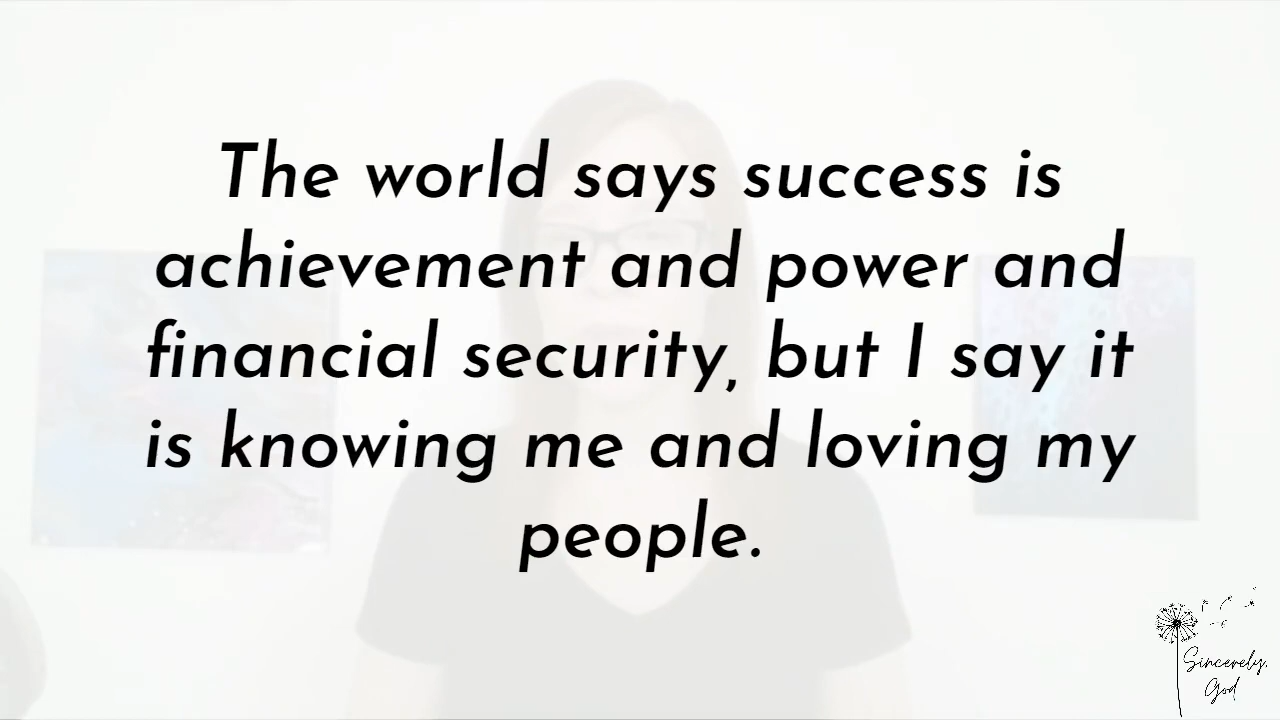 The world says success is
achievement and power and
financial security, but I say it
is knowing me and loving my
people.
Sincerely,
God